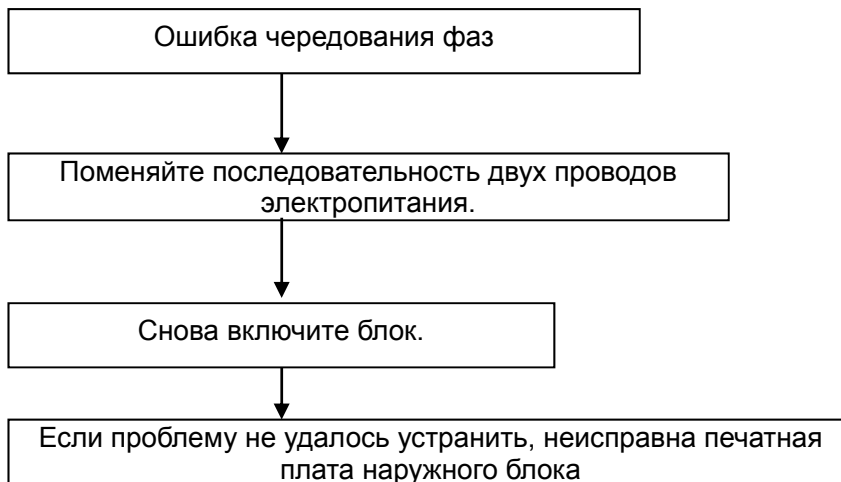 Ошибка чередования фаз
Поменяйте последовательность двух проводов
электропитания.
Снова включите блок.
Если проблему не удалось устранить, неисправна печатная
плата наружного блока